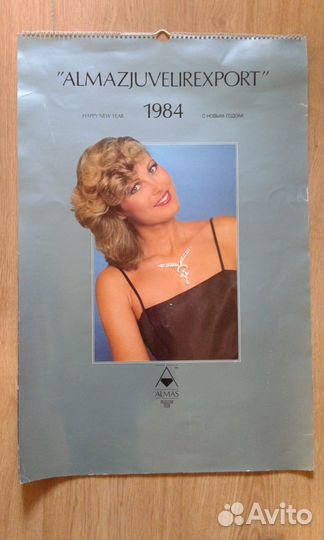 "ALMAZJUVELIREXPORT"
1984
HAPPY NEW YEAR
С НОВЫМ ГОДОМ
ALMAS
Avito